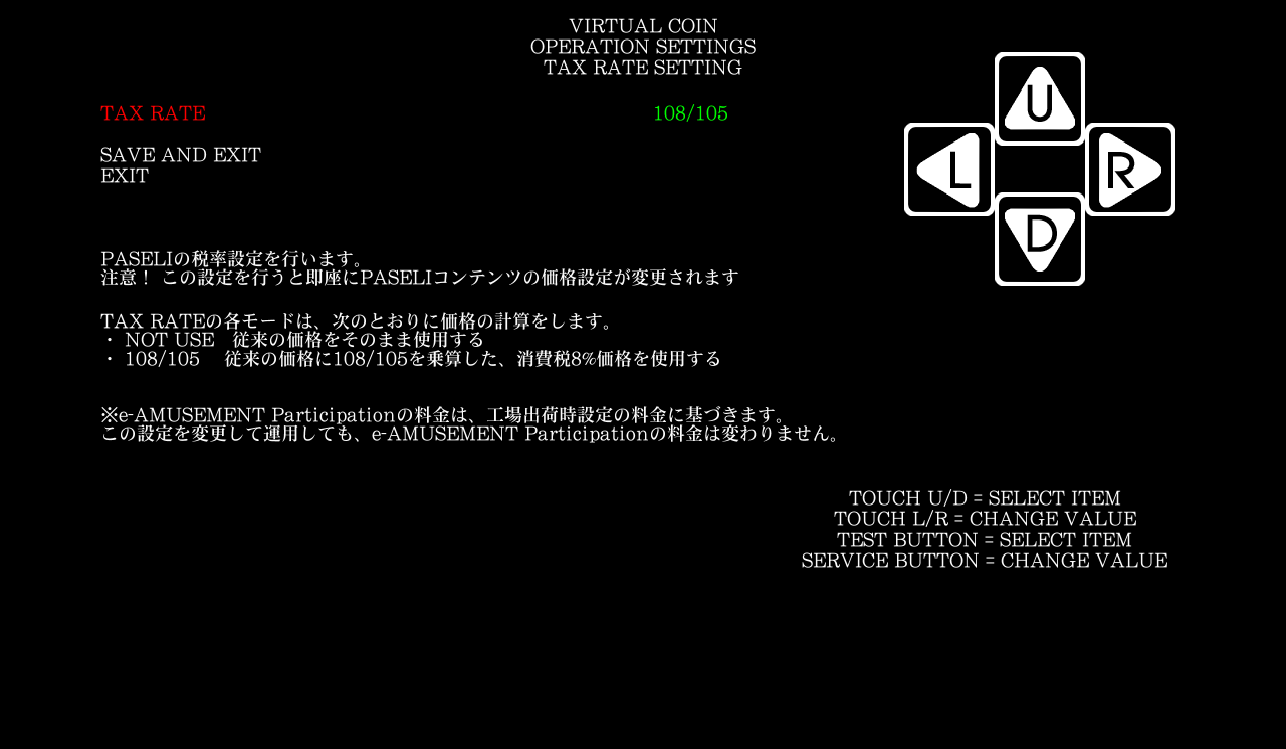 VIRTUAL COIN
OPERATION SETTINGS
TAX RATE SETTING
TAX RATE 108/105
SAVE AND EXIT
EXIT
U
L R
D
PASELIの税率設定を行います。
注意！ この設定を行うと即座にPASELIコンテンツの価格設定が変更されます
TAX RATEの各モードは、次のとおりに価格の計算をします。
・ NOT USE 従来の価格をそのまま使用する
・ 108/105 従来の価格に108/105を乗算した、消費税8%価格を使用する
※e-AMUSEMENT Participationの料金は、工場出荷時設定の料金に基づきます。
この設定を変更して運用しても、e-AMUSEMENT Participationの料金は変わりません。
TOUCH U/D = SELECT ITEM
TOUCH L/R = CHANGE VALUE
TEST BUTTON = SELECT ITEM
SERVICE BUTTON = CHANGE VALUE